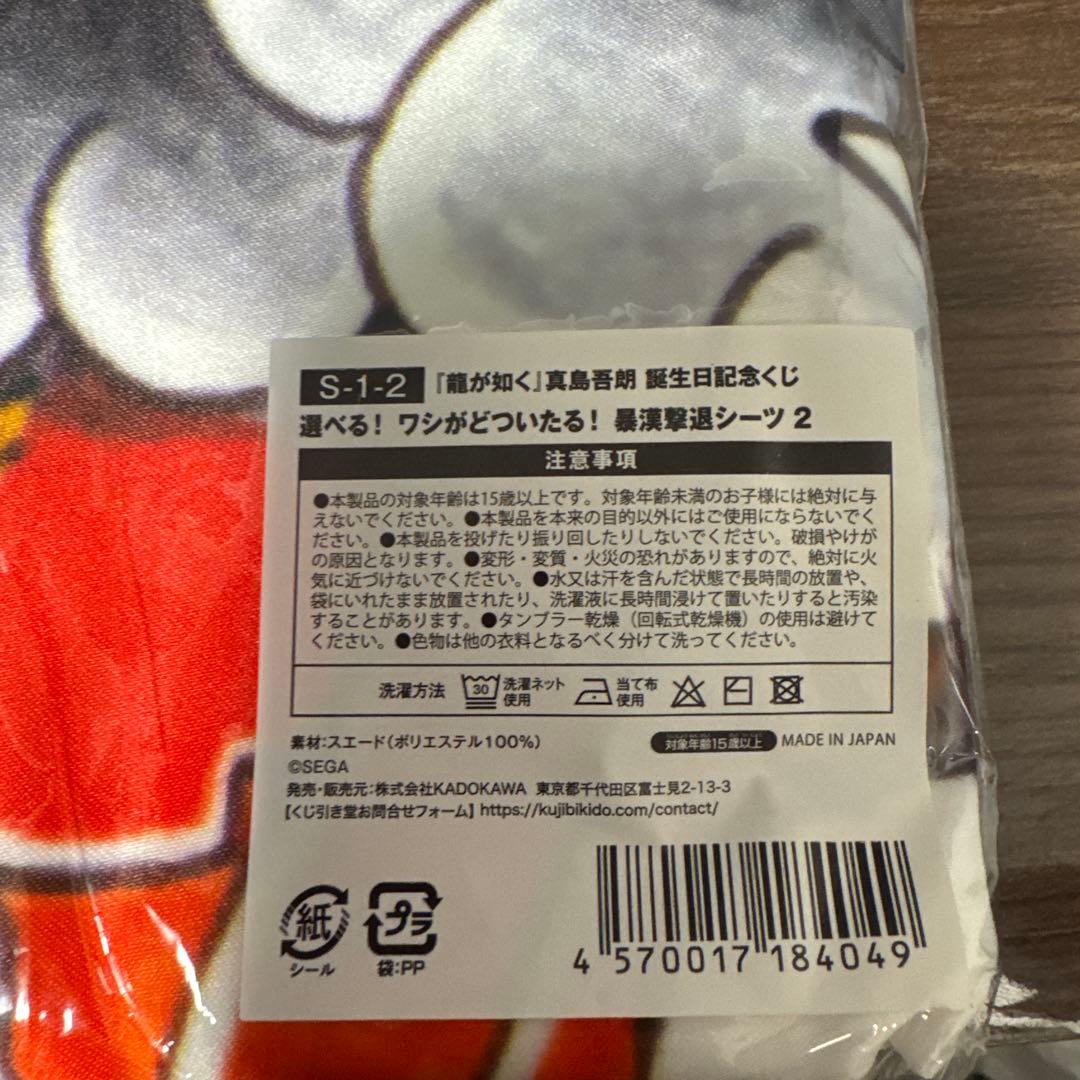 S-1-2 『龍が如く』真島吾朗 誕生日記念くじ
選べる！ ワシがどついたる！ 暴漢撃退シーツ 2
注意事項
●本製品の対象年齢は15歳以上です。対象年齢未満のお子様には絶対に与
えないでください。●本製品を本来の目的以外にはご使用にならないでく
ださい。●本製品を投げたり振り回したりしないでください。破損やけが
の原因となります。●変形・変質・火災の恐れがありますので、絶対に火
気に近づけないでください。●水又は汗を含んだ状態で長時間の放置や、
袋にいれたまま放置されたり、洗濯液に長時間浸けて置いたりすると汚染
することがあります。●タンブラー乾燥（回転式乾燥機）の使用は避けて
ください。●色物は他の衣料となるべく分けて洗ってください。
洗濯方法 30 洗濯ネット使用 当て布使用
素材：スエード（ポリエステル100%） 対象年齢15歳以上 MADE IN JAPAN
©SEGA
発売・販売元：株式会社KADOKAWA 東京都千代田区富士見2-13-3
【くじ引き堂お問合せフォーム】https://kujibikido.com/contact/
紙 プラ
シール 袋：PP
4 570017 184049